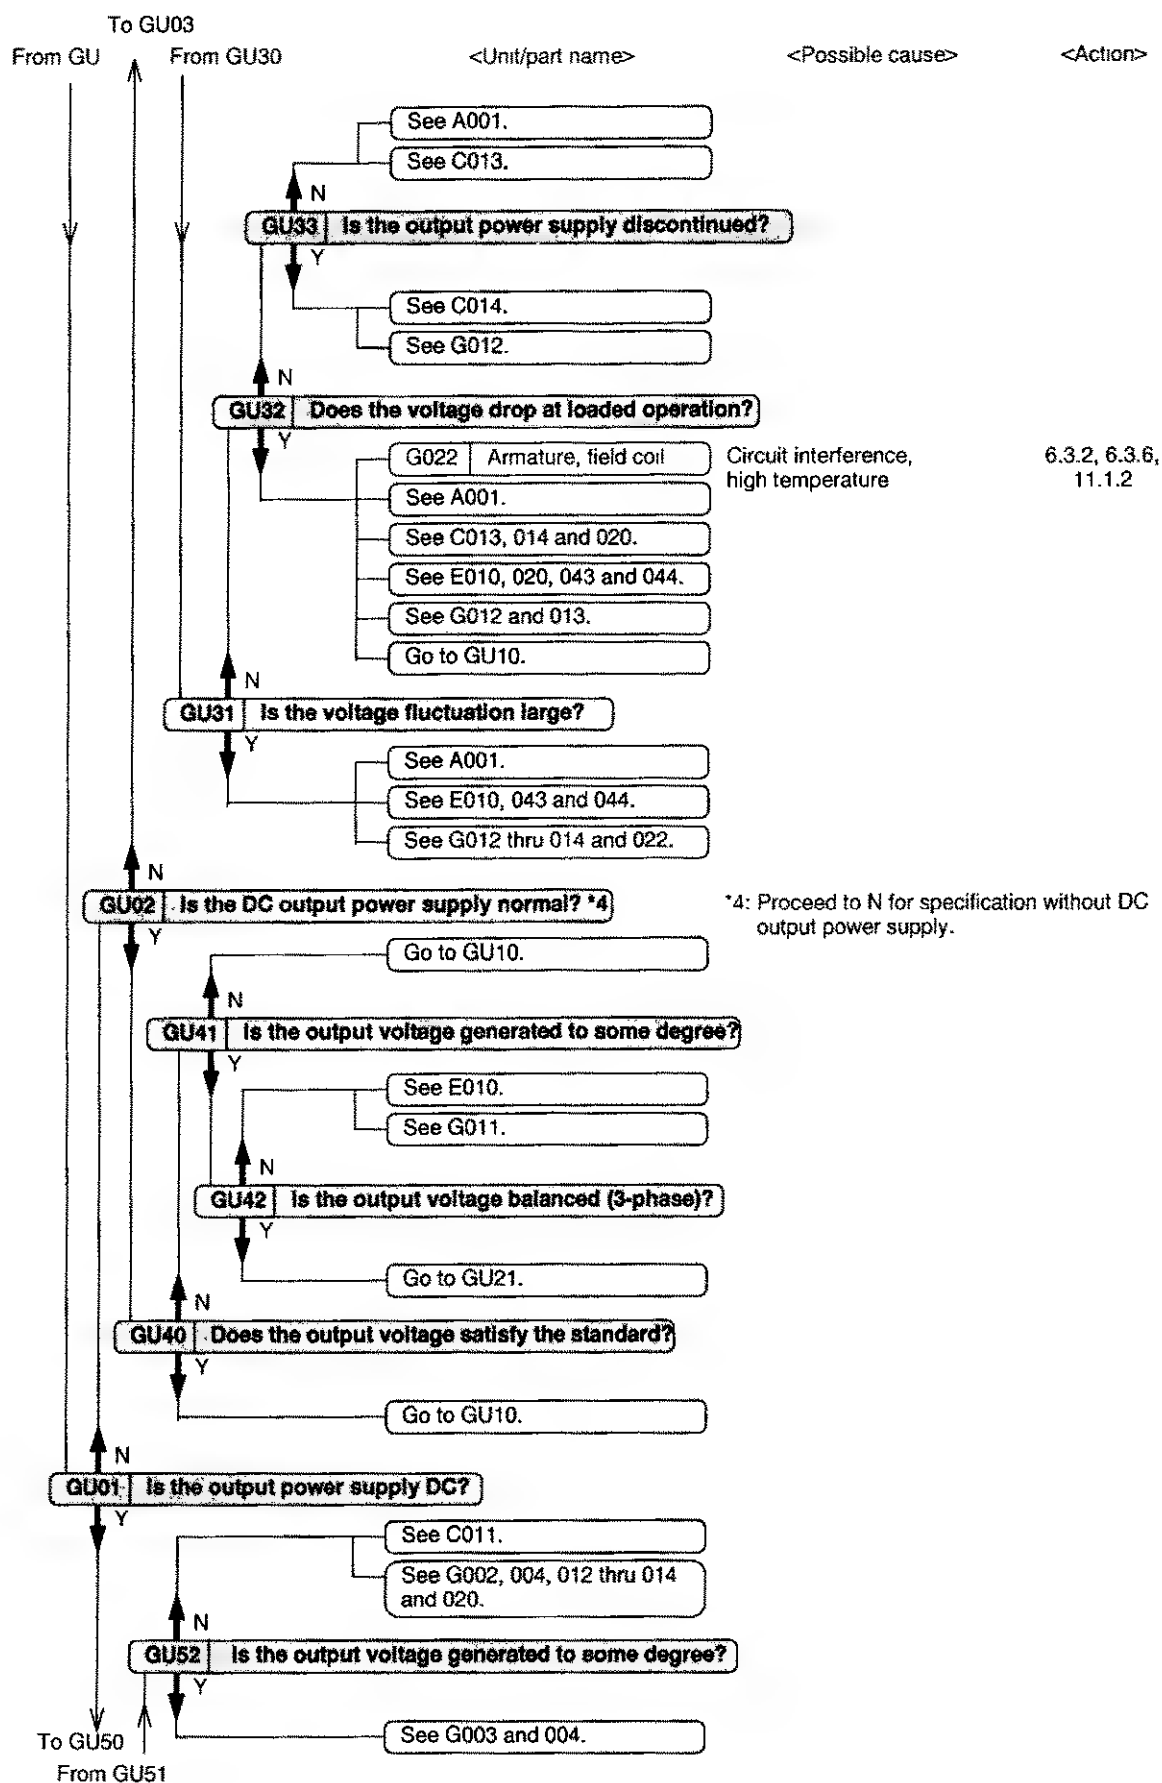 To GU03
From GU From GU30 <Unit/part name> <Possible cause> <Action>
See A001.
See C013.
N
GU33 Is the output power supply discontinued?
Y
See C014.
See G012.
N
GU32 Does the voltage drop at loaded operation?
Y
G022 Armature, field coil Circuit interference, 6.3.2, 6.3.6,
high temperature 11.1.2
See A001.
See C013, 014 and 020.
See E010, 020, 043 and 044.
See G012 and 013.
Go to GU10.
N
GU31 Is the voltage fluctuation large?
Y
See A001.
See E010, 043 and 044.
See G012 thru 014 and 022.
N
GU02 Is the DC output power supply normal? *4 *4: Proceed to N for specification without DC
output power supply.
Y
Go to GU10.
N
GU41 Is the output voltage generated to some degree?
Y
See E010.
See G011.
N
GU42 Is the output voltage balanced (3-phase)?
Y
Go to GU21.
N
GU40 Does the output voltage satisfy the standard?
Y
Go to GU10.
N
GU01 Is the output power supply DC?
Y
See C011.
See G002, 004, 012 thru 014
and 020.
N
GU52 Is the output voltage generated to some degree?
Y
See G003 and 004.
To GU50
From GU51